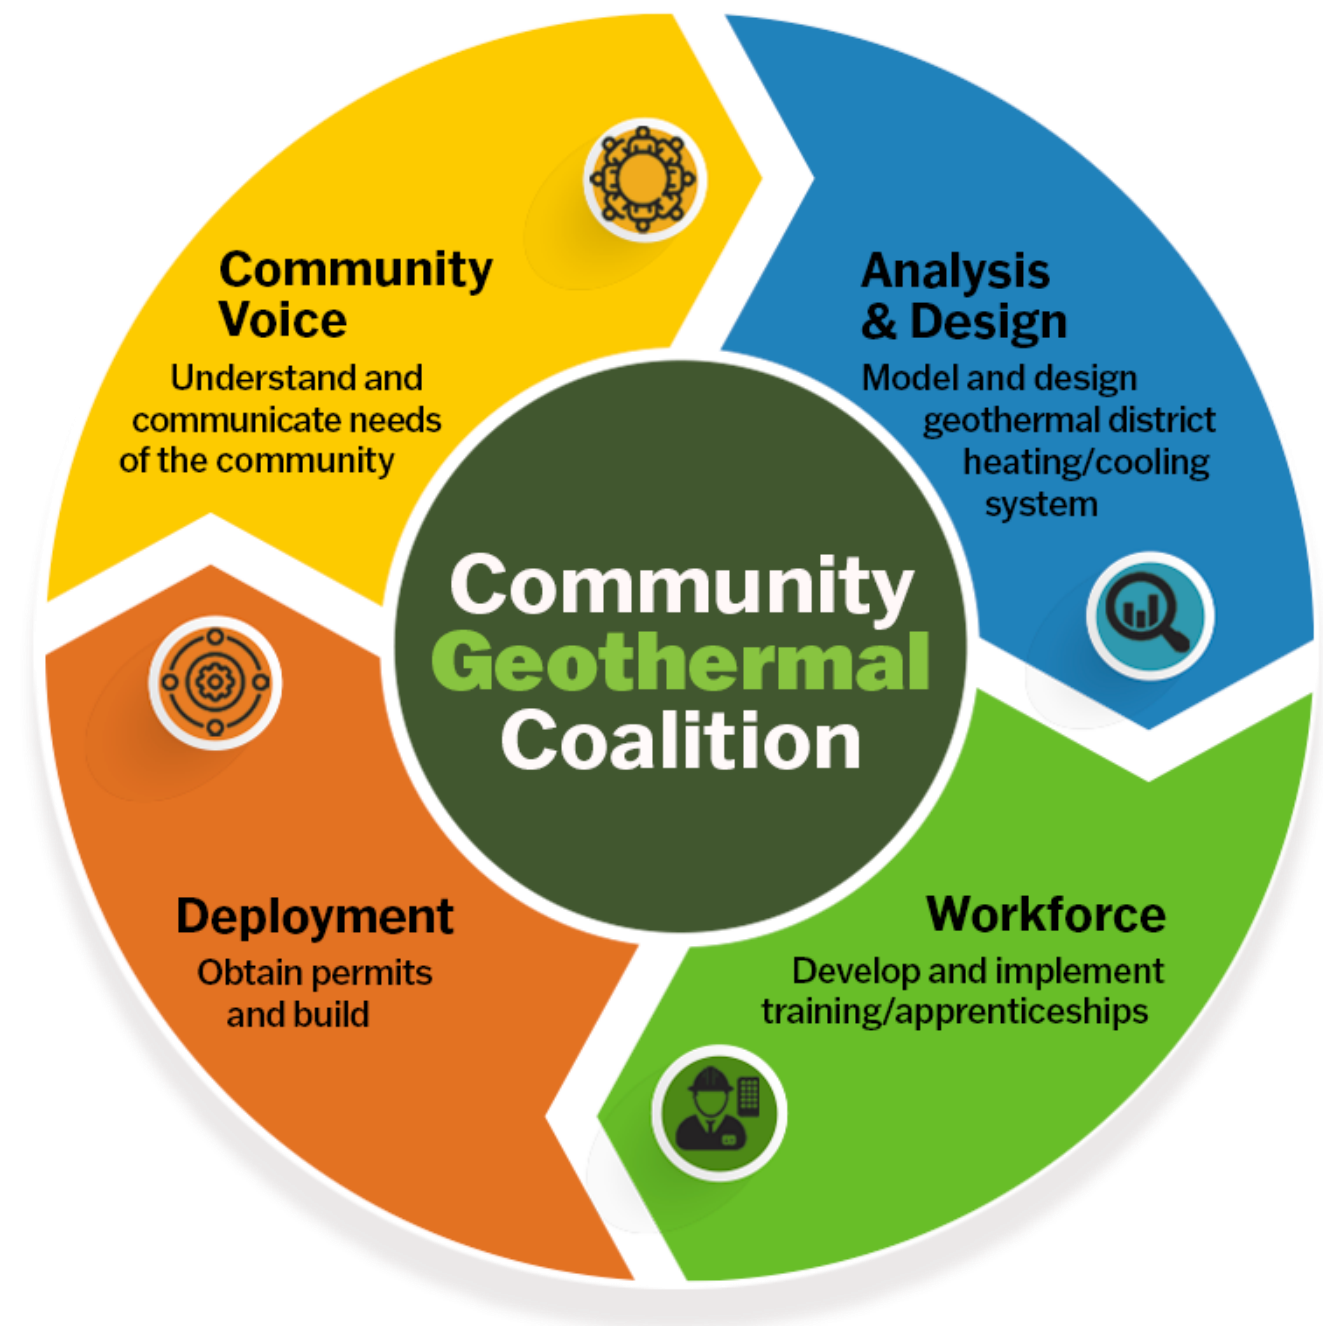 Community
Voice
Understand and
communicate needs
of the community
Analysis
& Design
Model and design
geothermal district
heating/cooling
system
Community
Geothermal
Coalition
Deployment
Obtain permits
and build
Workforce
Develop and implement
training/apprenticeships